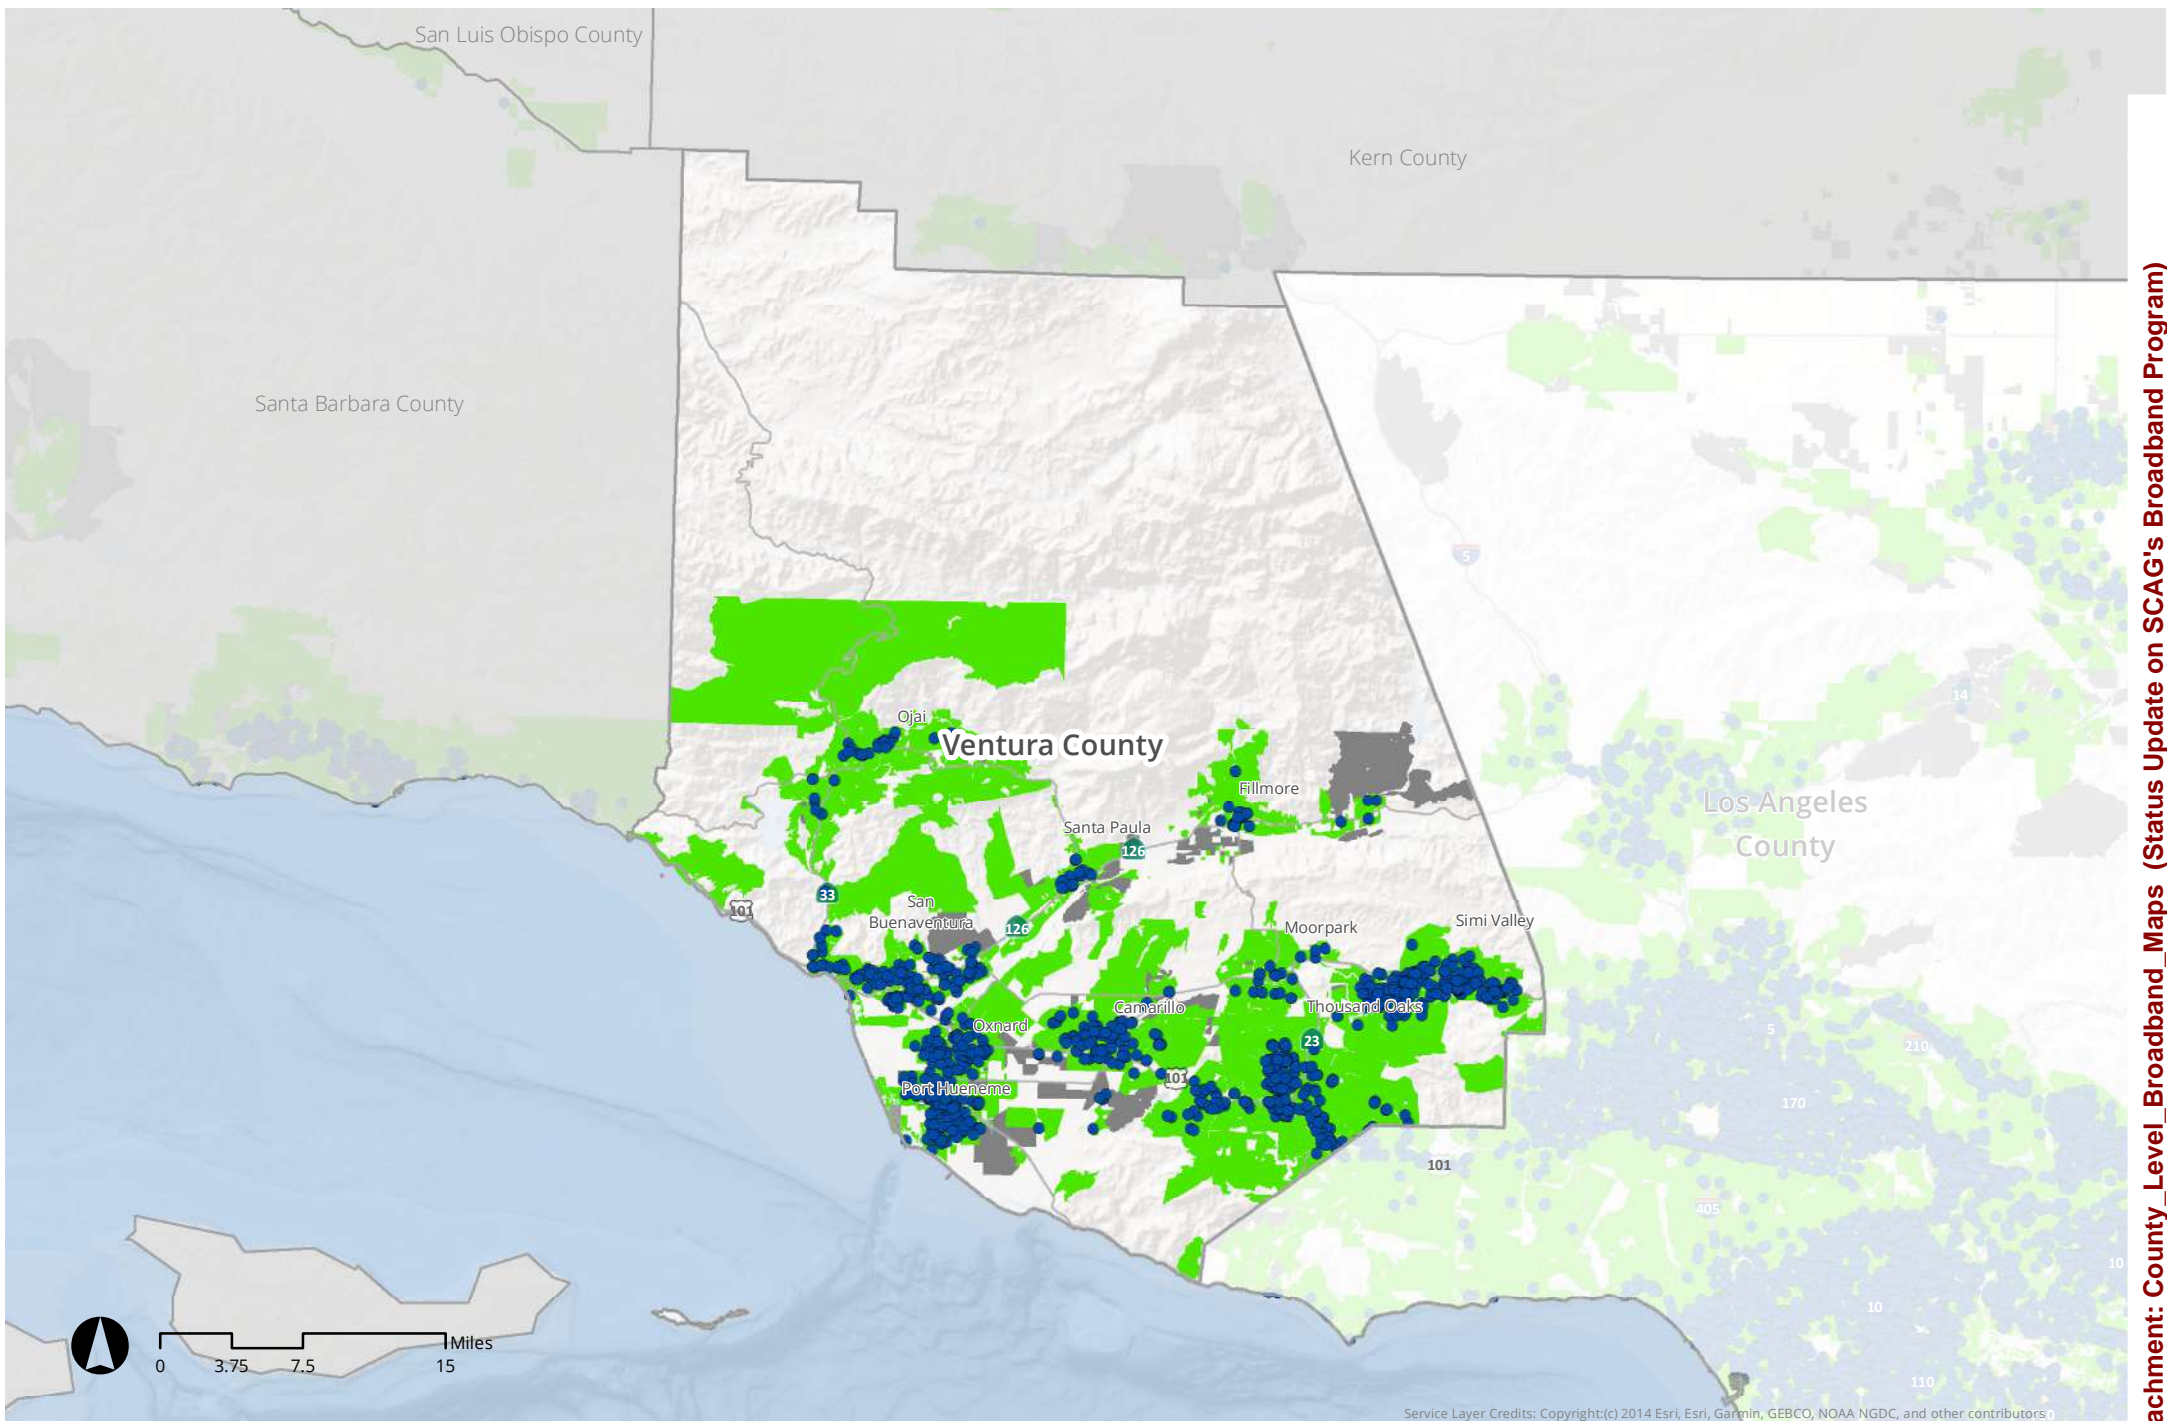 San Luis Obispo County
Kern County
Santa Barbara County
5
14
Ojai
Ventura County
Fillmore
Los Angeles
County
Santa Paula
126
33
101
San
Buenaventura
126
Moorpark
Simi Valley
Camarillo
Thousand Oaks
Oxnard
23
5
210
101
Port Hueneme
170
101
405
10
10
110
Miles
0
3.75
7.5
15
Service Layer Credits: Copyright:(c) 2014 Esri, Esri, Garmin, GEBCO, NOAA NGDC, and other contributors
achment: County_Level_Broadband_Maps (Status Update on SCAG's Broadband Program)